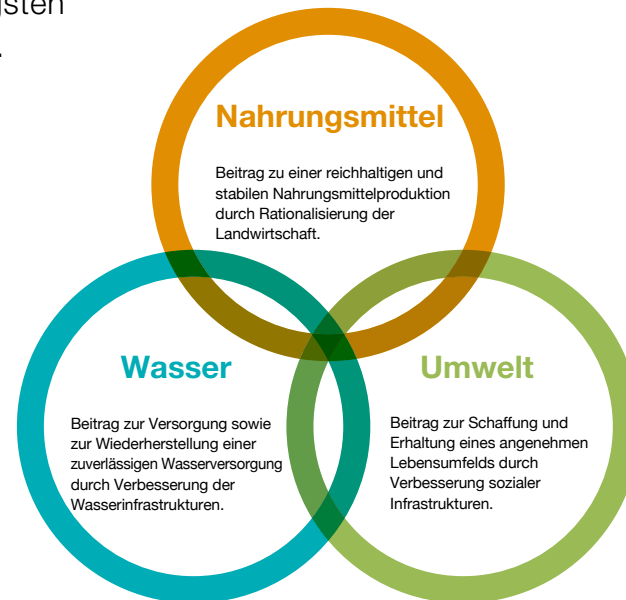 gsten
.
Nahrungsmittel
Beitrag zu einer reichhaltigen und
stabilen Nahrungsmittelproduktion
durch Rationalisierung der
Landwirtschaft.
Wasser
Beitrag zur Versorgung sowie
zur Wiederherstellung einer
zuverlässigen Wasserversorgung
durch Verbesserung der
Wasserinfrastrukturen.
Umwelt
Beitrag zur Schaffung und
Erhaltung eines angenehmen
Lebensumfelds durch
Verbesserung sozialer
Infrastrukturen.